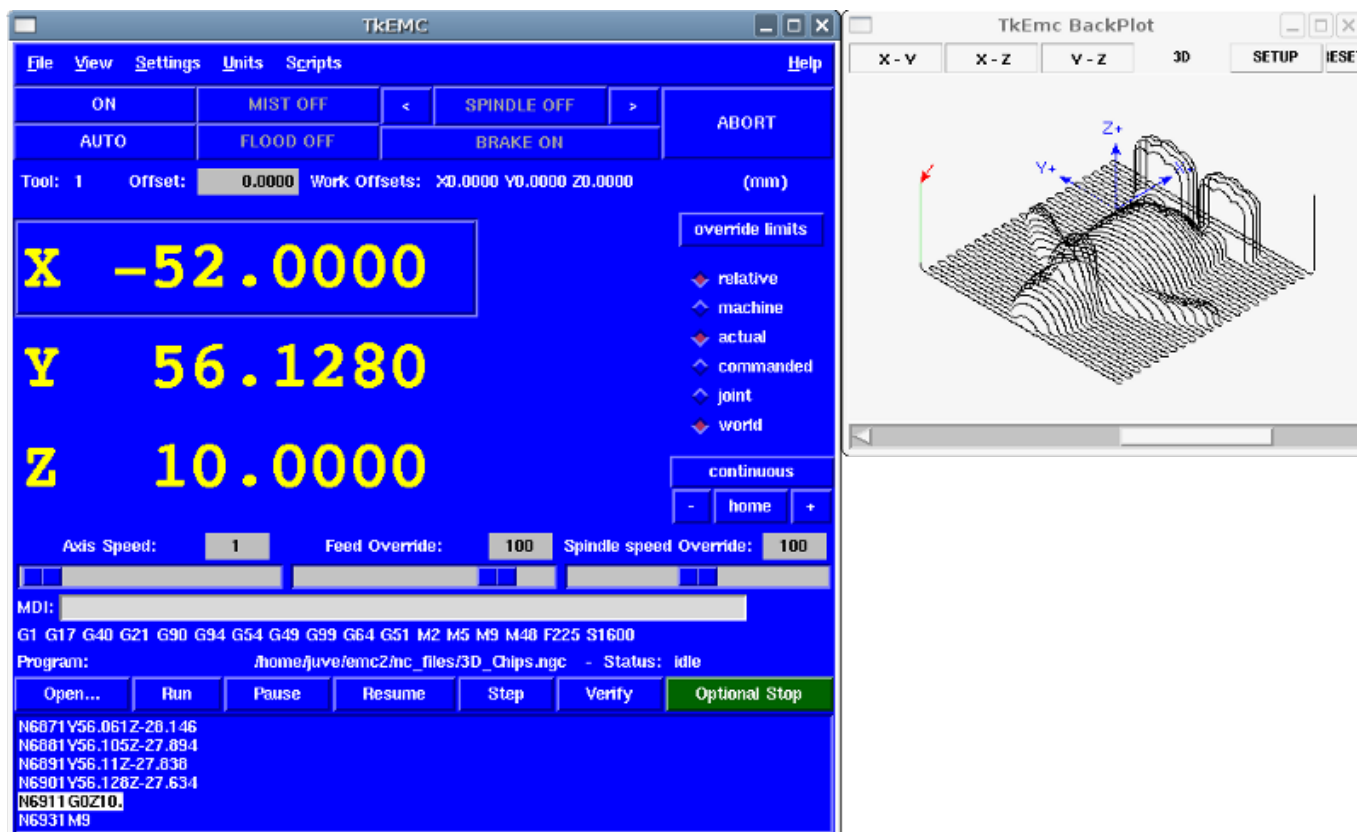 TkEMC
File View Settings Units Scripts Help
ON MIST OFF < SPINDLE OFF > ABORT
AUTO FLOOD OFF BRAKE ON
Tool: 1 Offset: 0.0000 Work Offsets: X0.0000 Y0.0000 Z0.0000 (mm)
override limits
X -52.0000
relative
machine
actual
Y 56.1280
commanded
joint
world
Z 10.0000
continuous
- home +
Axis Speed: 1 Feed Override: 100 Spindle speed Override: 100
MDI:
G1 G17 G40 G21 G90 G94 G54 G49 G99 G64 G51 M2 M5 M9 M48 F225 S1600
Program: /home/juve/emc2/nc_files/3D_Chips.ngc - Status: idle
Open... Run Pause Resume Step Verify Optional Stop
N6871Y56.061Z-28.146
N6881Y56.105Z-27.894
N6891Y56.11Z-27.838
N6901Y56.128Z-27.634
N6911G0Z10.
N6931M9
TkEmc BackPlot
X - Y X - Z Y - Z 3D SETUP RESET
Z+
Y+ X+